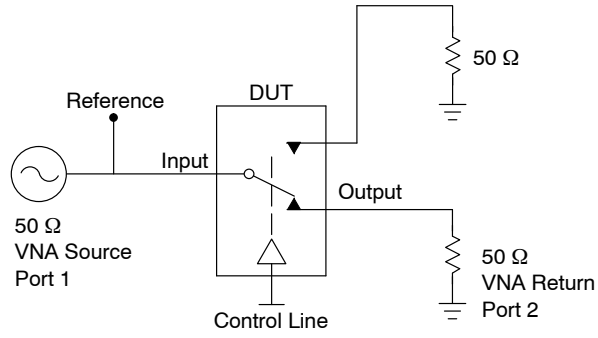 50 Ω
DUT
Reference
Input
Output
50 Ω
VNA Source
Port 1
50 Ω
VNA Return
Port 2
Control Line